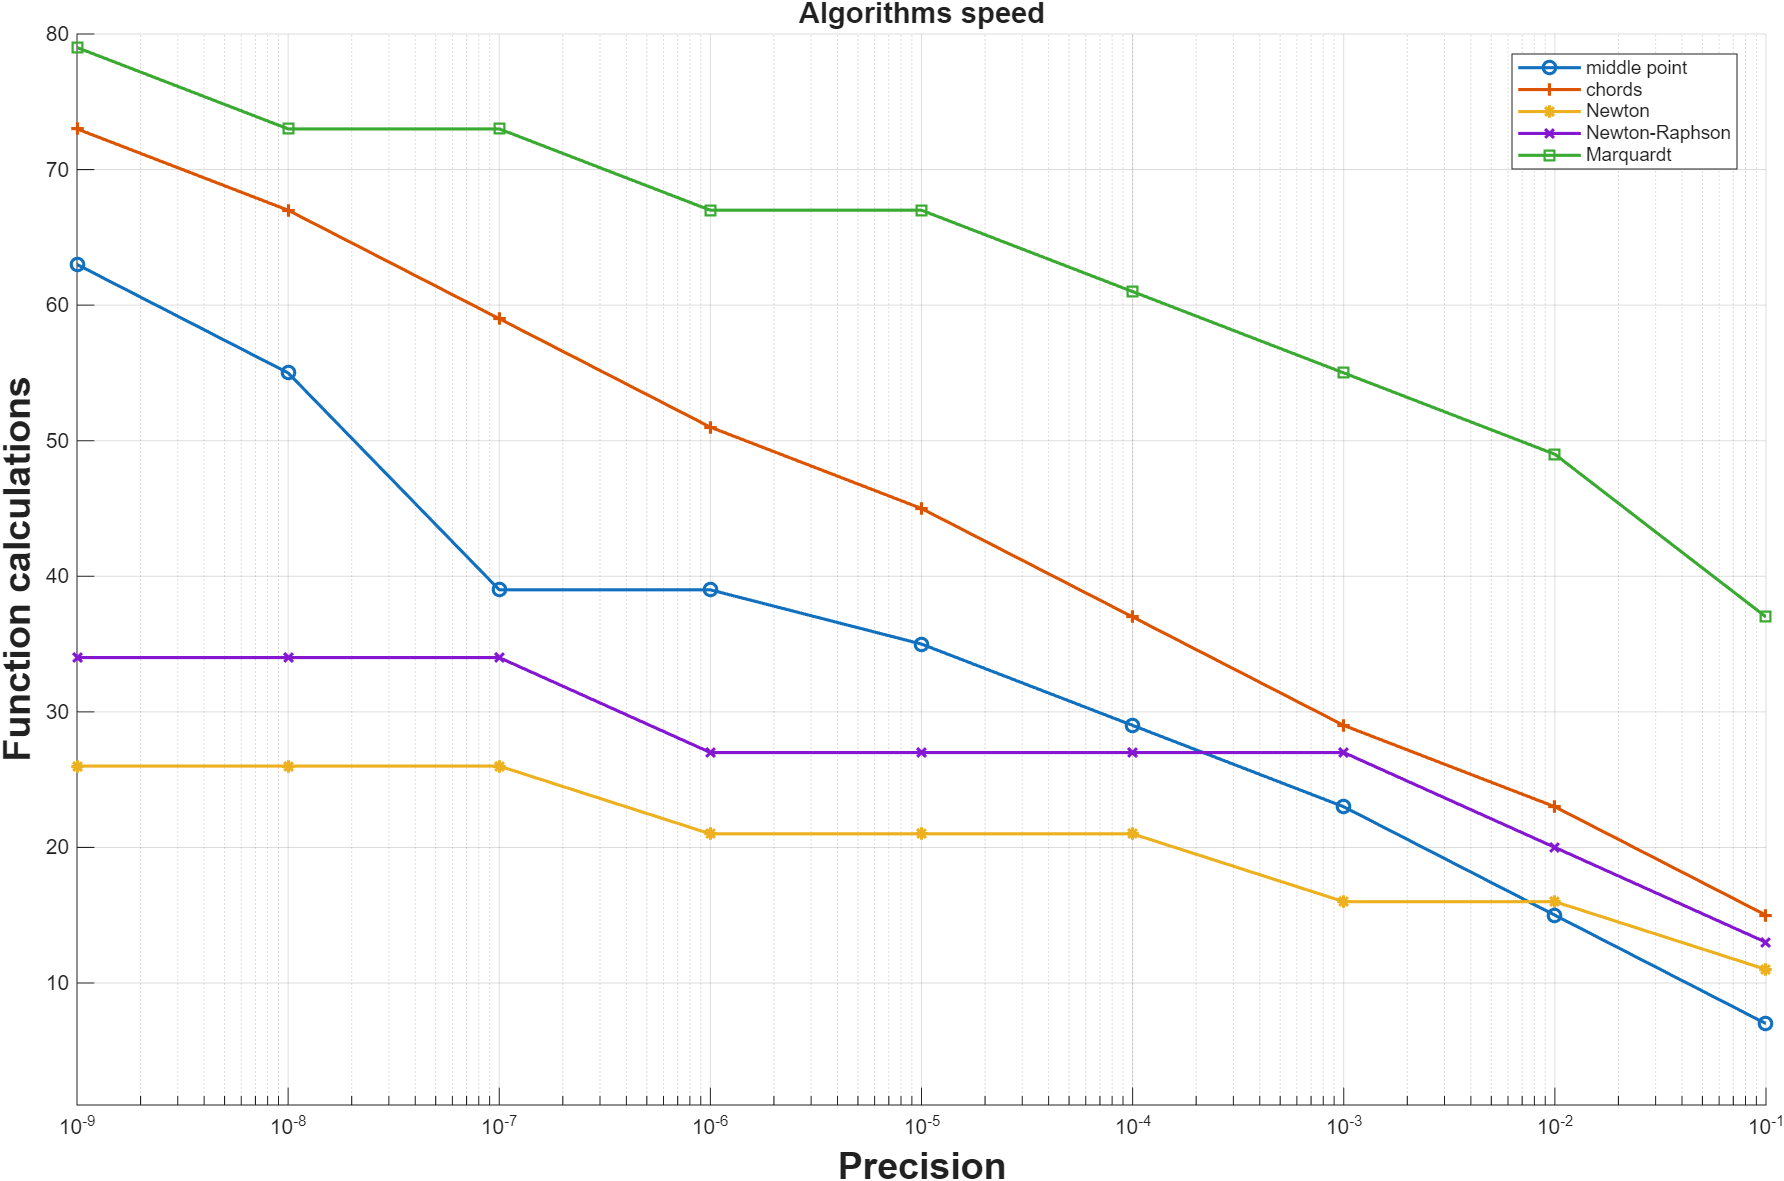 Algorithms speed
middle point
chords
Newton
Newton-Raphson
Marquardt
Function calculations
80
70
60
50
40
30
20
10
10⁻⁹ 10⁻⁸ 10⁻⁷ 10⁻⁶ 10⁻⁵ 10⁻⁴ 10⁻³ 10⁻² 10⁻¹
Precision